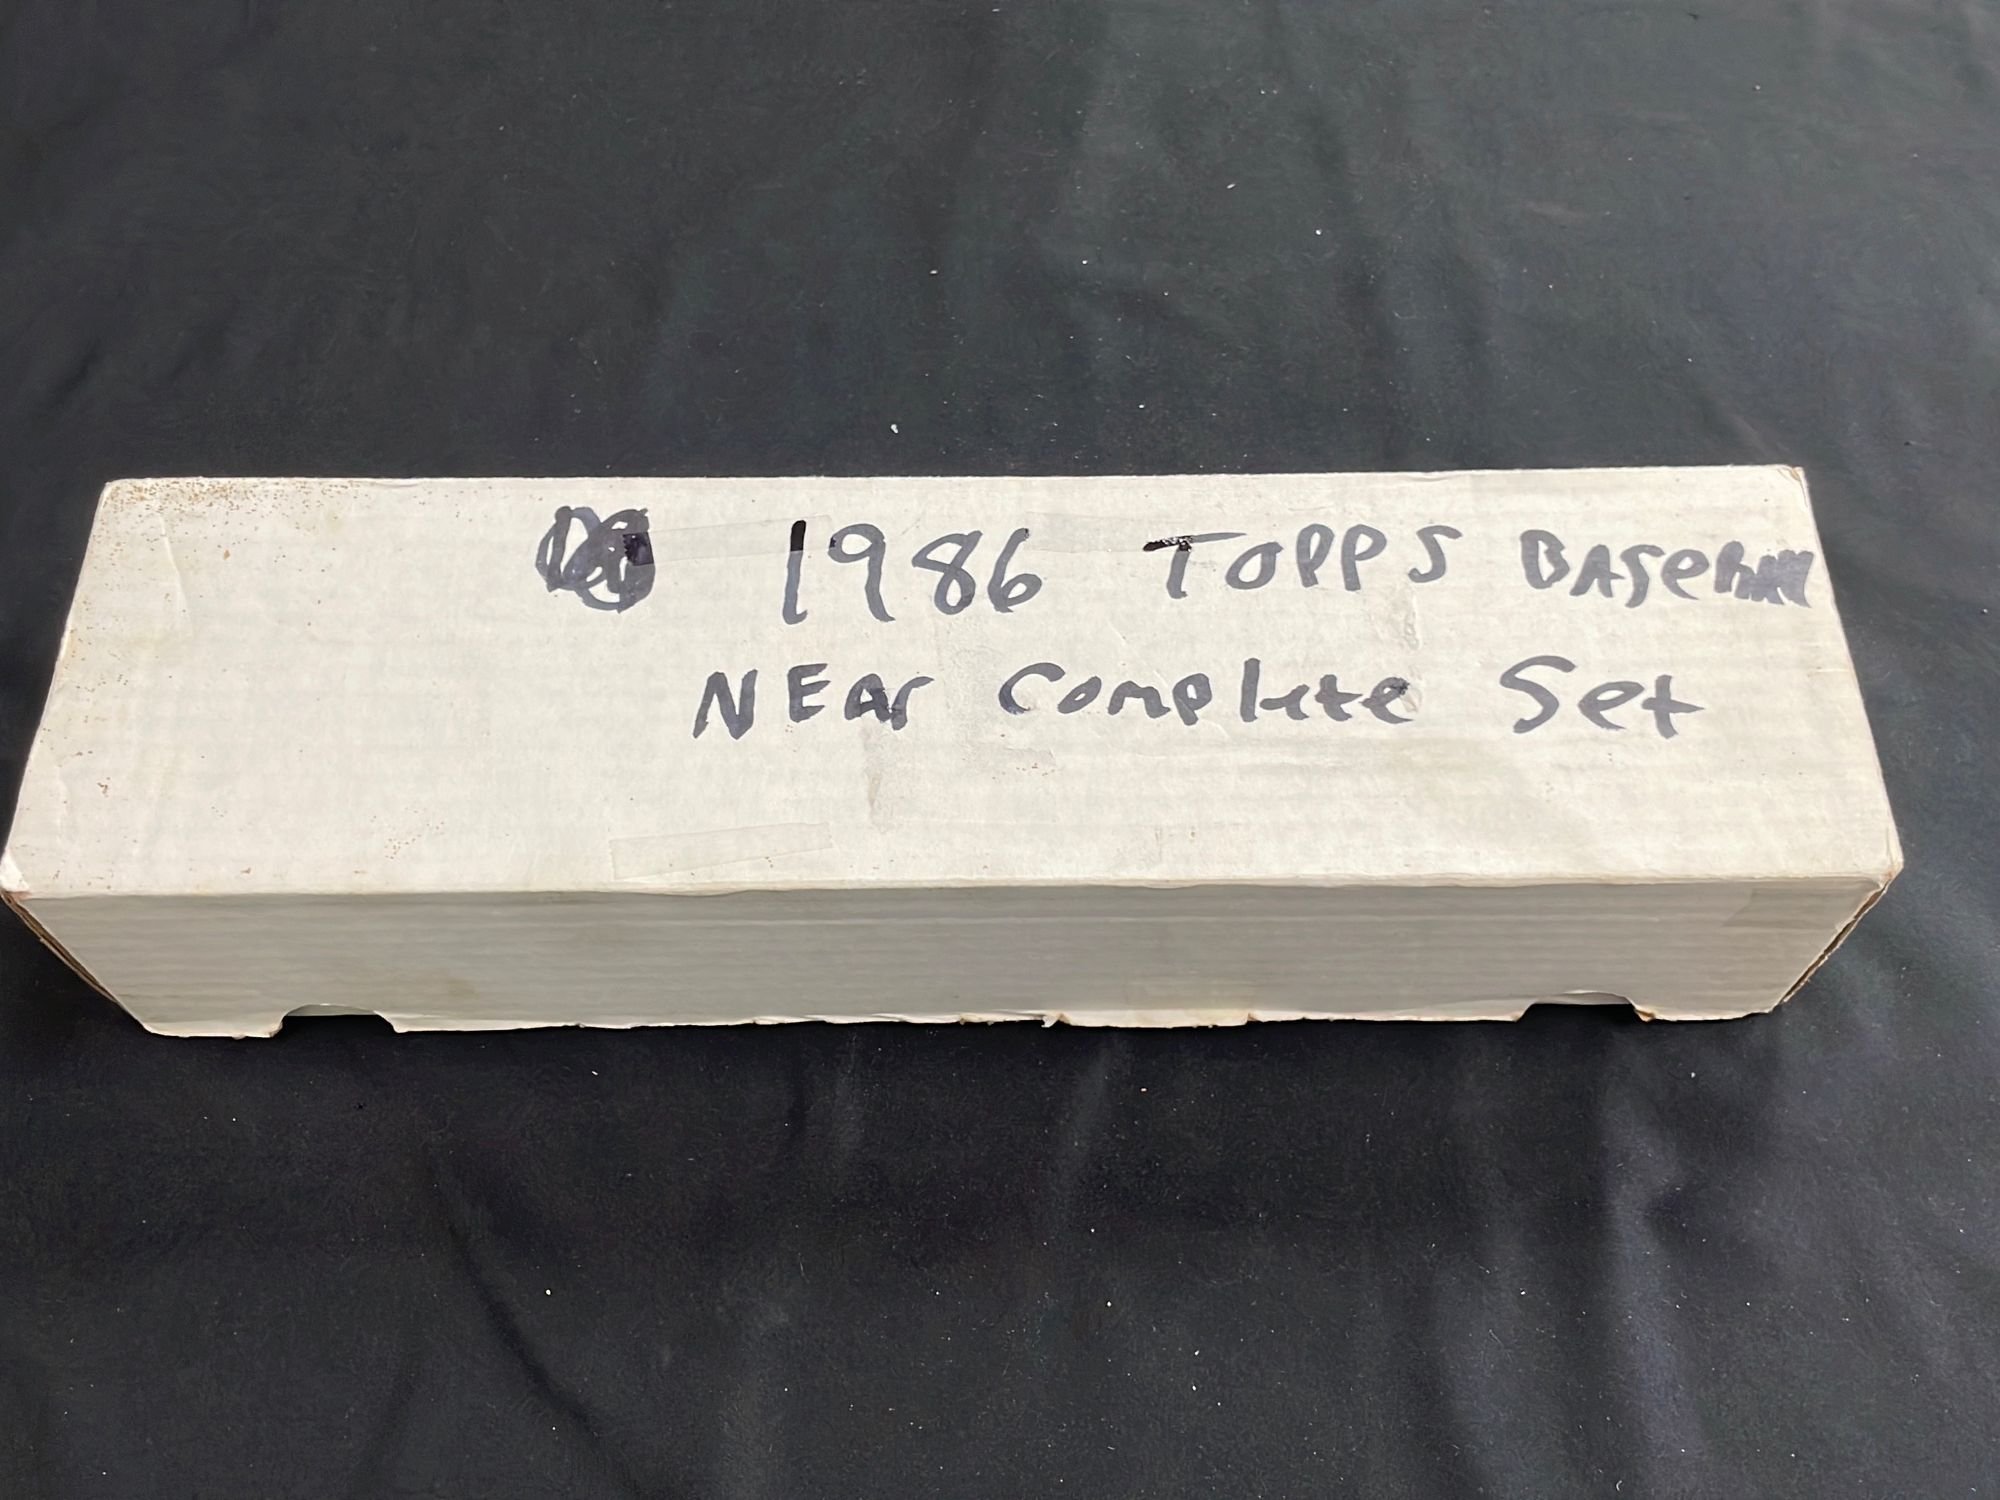 1986 TOPPS BASeBAll
NEAr Complete Set